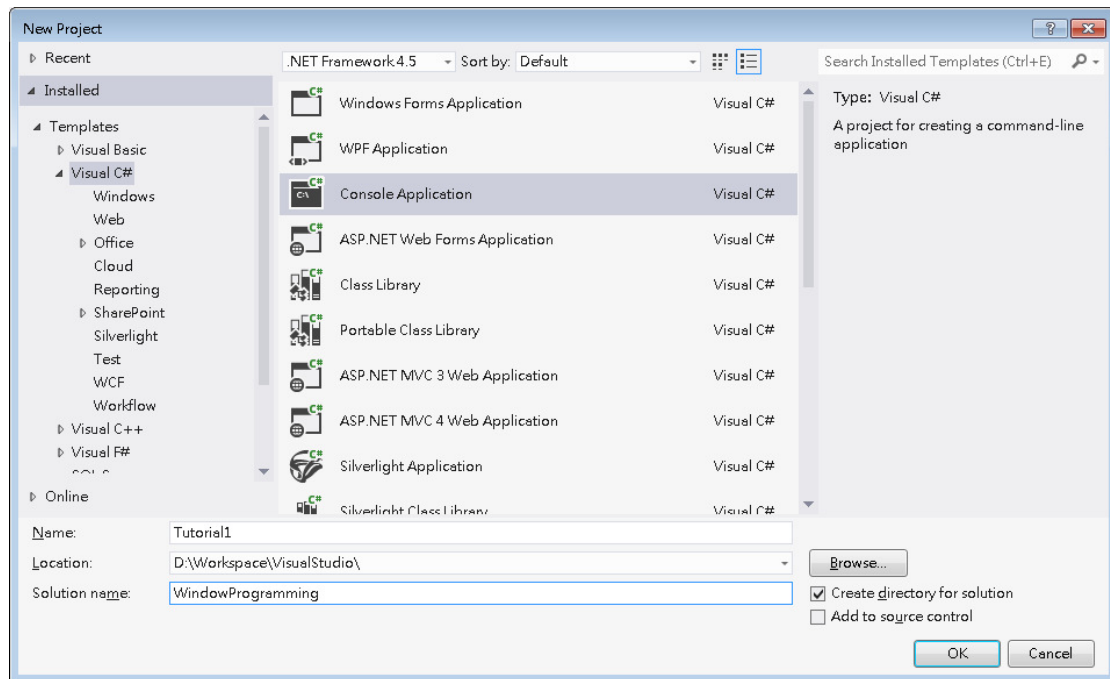 New Project
Recent
.NET Framework 4.5
Sort by: Default
Search Installed Templates (Ctrl+E)
Installed
Templates
Visual Basic
Visual C#
Windows
Web
Office
Cloud
Reporting
SharePoint
Silverlight
Test
WCF
Workflow
Visual C++
Visual F#
Online
Windows Forms Application Visual C#
WPF Application Visual C#
Console Application Visual C#
ASP.NET Web Forms Application Visual C#
Class Library Visual C#
Portable Class Library Visual C#
ASP.NET MVC 3 Web Application Visual C#
ASP.NET MVC 4 Web Application Visual C#
Silverlight Application Visual C#
Silverlight Class Library Visual C#
Type: Visual C#
A project for creating a command-line
application
Name: Tutorial1
Location: D:\Workspace\VisualStudio\
Browse...
Solution name: WindowProgramming
Create directory for solution
Add to source control
OK
Cancel